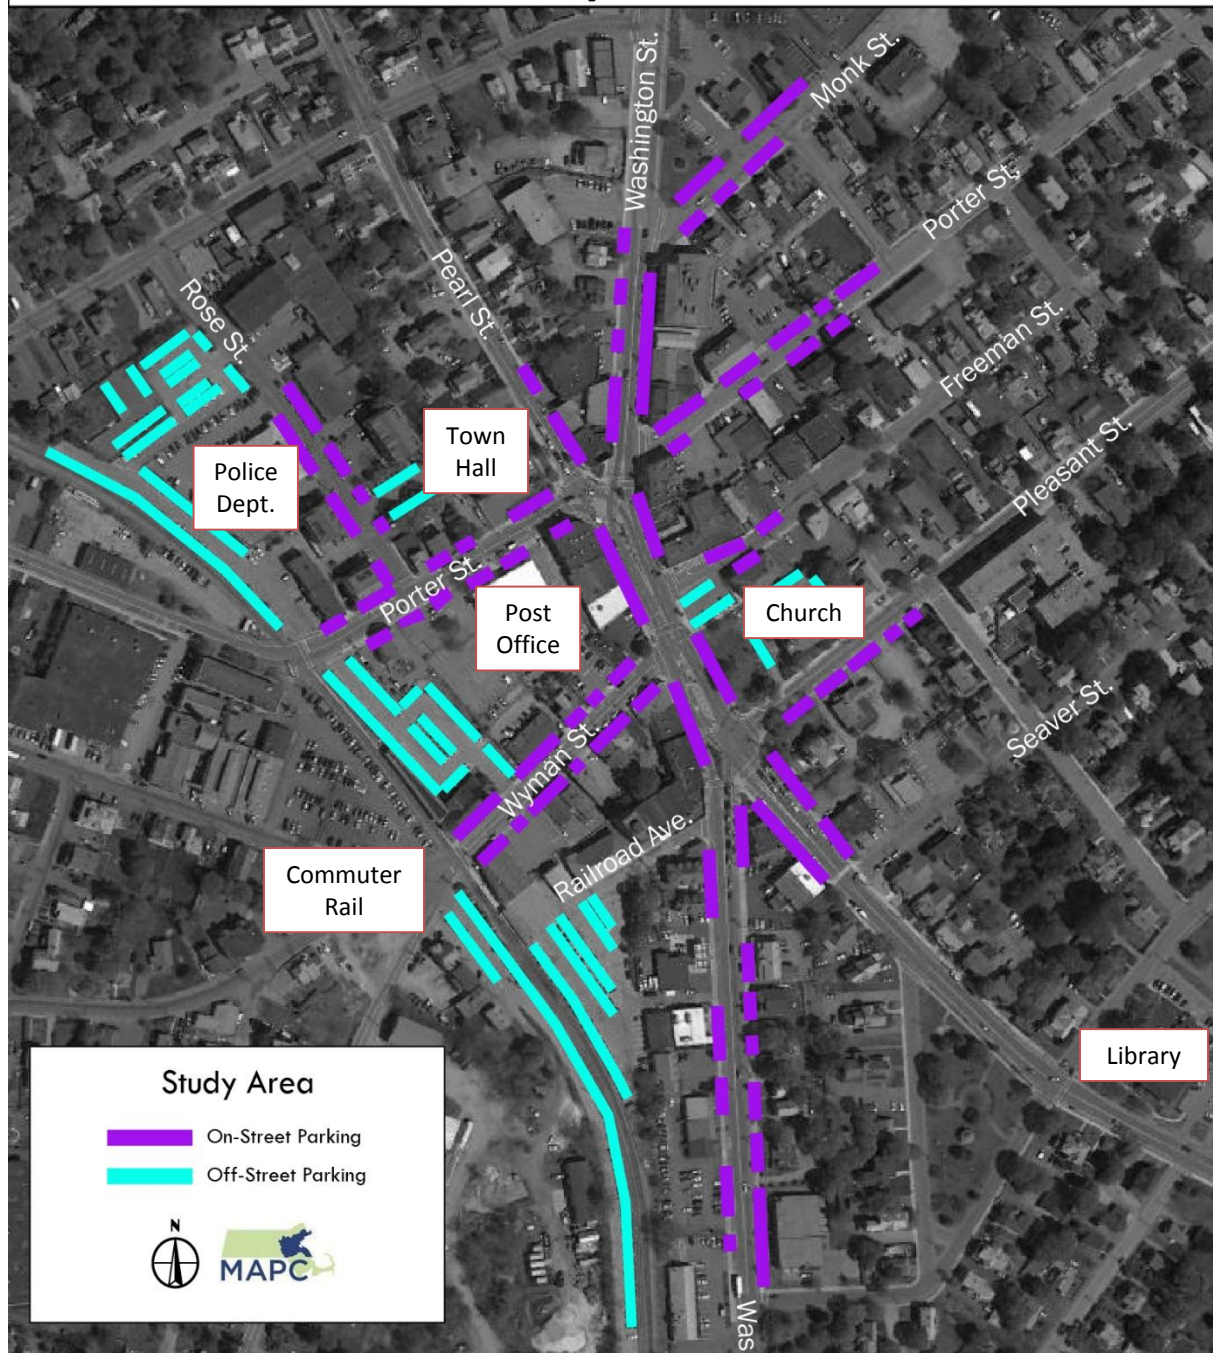 Washington St.
Monk St.
Porter St.
Pearl St.
Rose St.
Freeman St.
Pleasant St.
Town
Hall
Police
Dept.
Porter St.
Post
Office
Church
Seaver St.
Wyman St.
Railroad Ave.
Commuter
Rail
Library
Study Area
On-Street Parking
Off-Street Parking
N
MAPC
Was